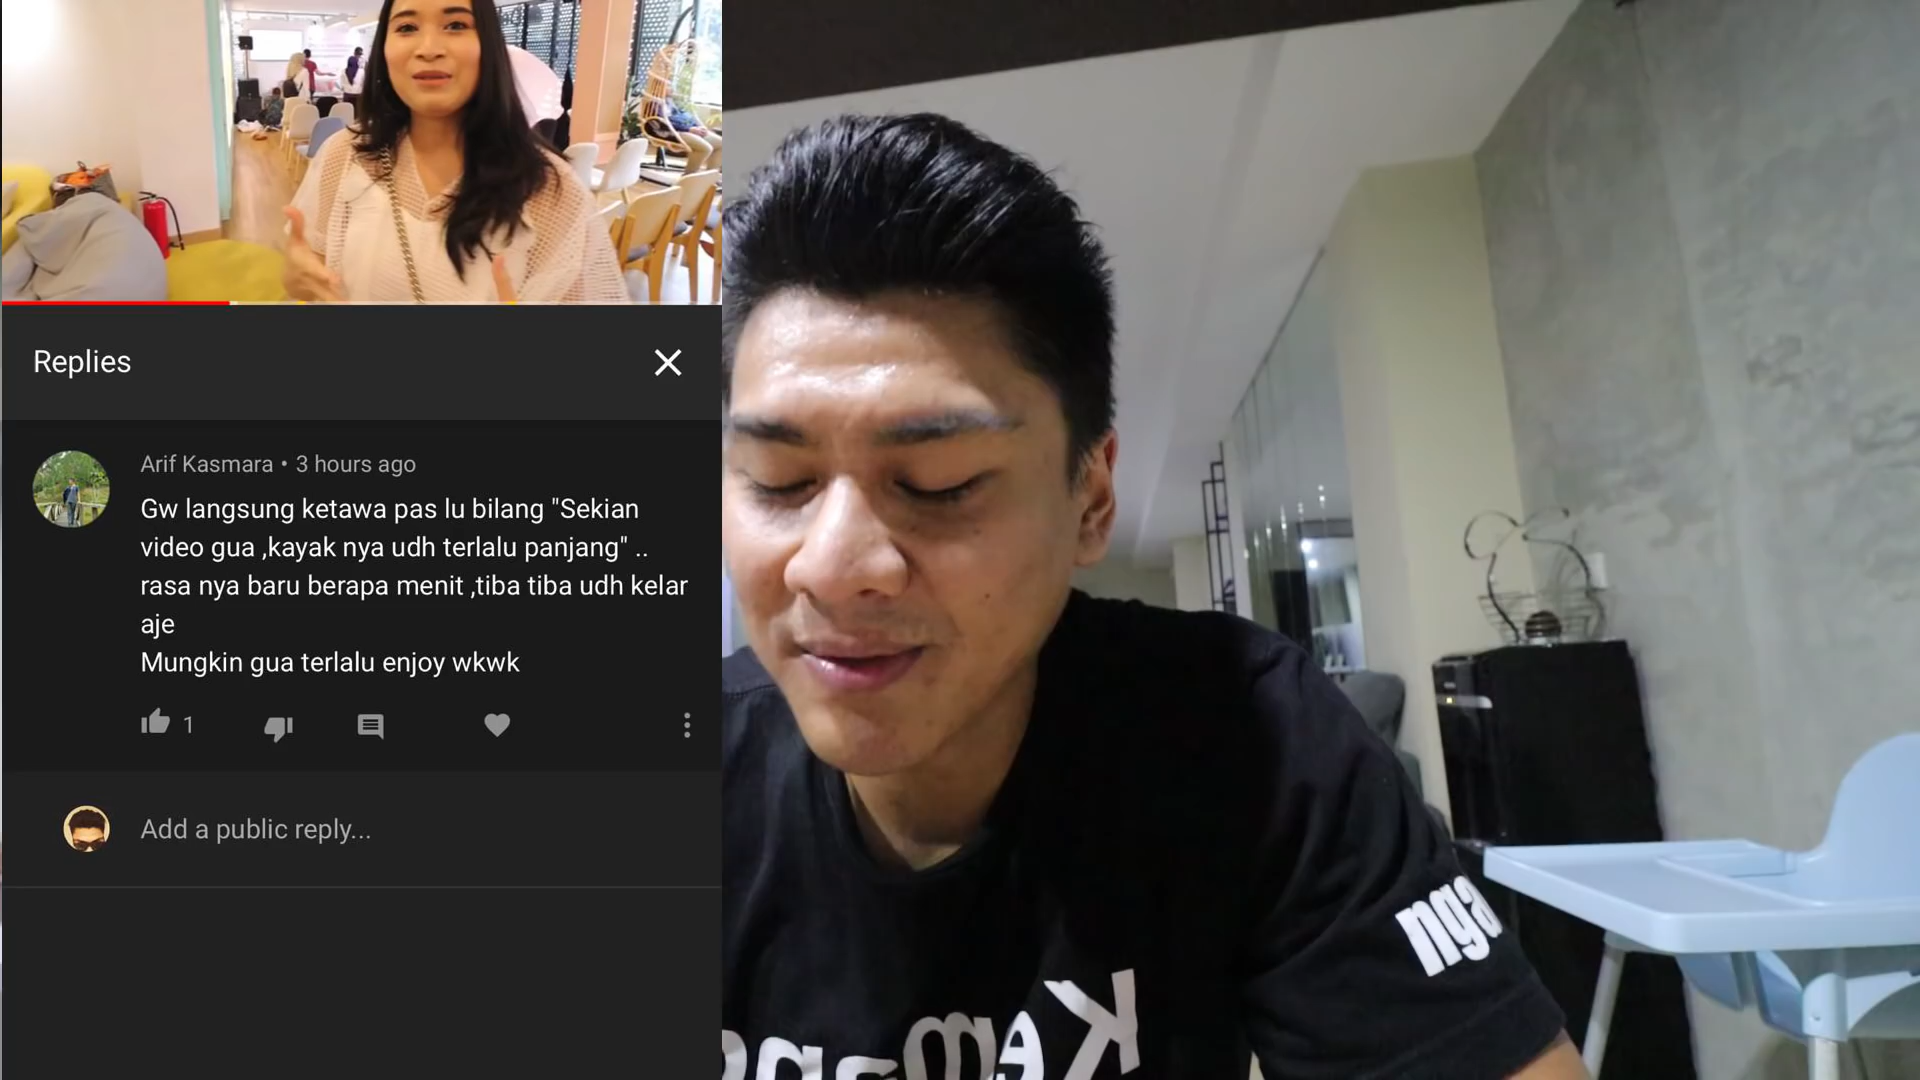 Replies
Arif Kasmara • 3 hours ago
Gw langsung ketawa pas lu bilang "Sekian
video gua ,kayak nya udh terlalu panjang" ..
rasa nya baru berapa menit ,tiba tiba udh kelar
aje
Mungkin gua terlalu enjoy wkwk
1
Add a public reply...